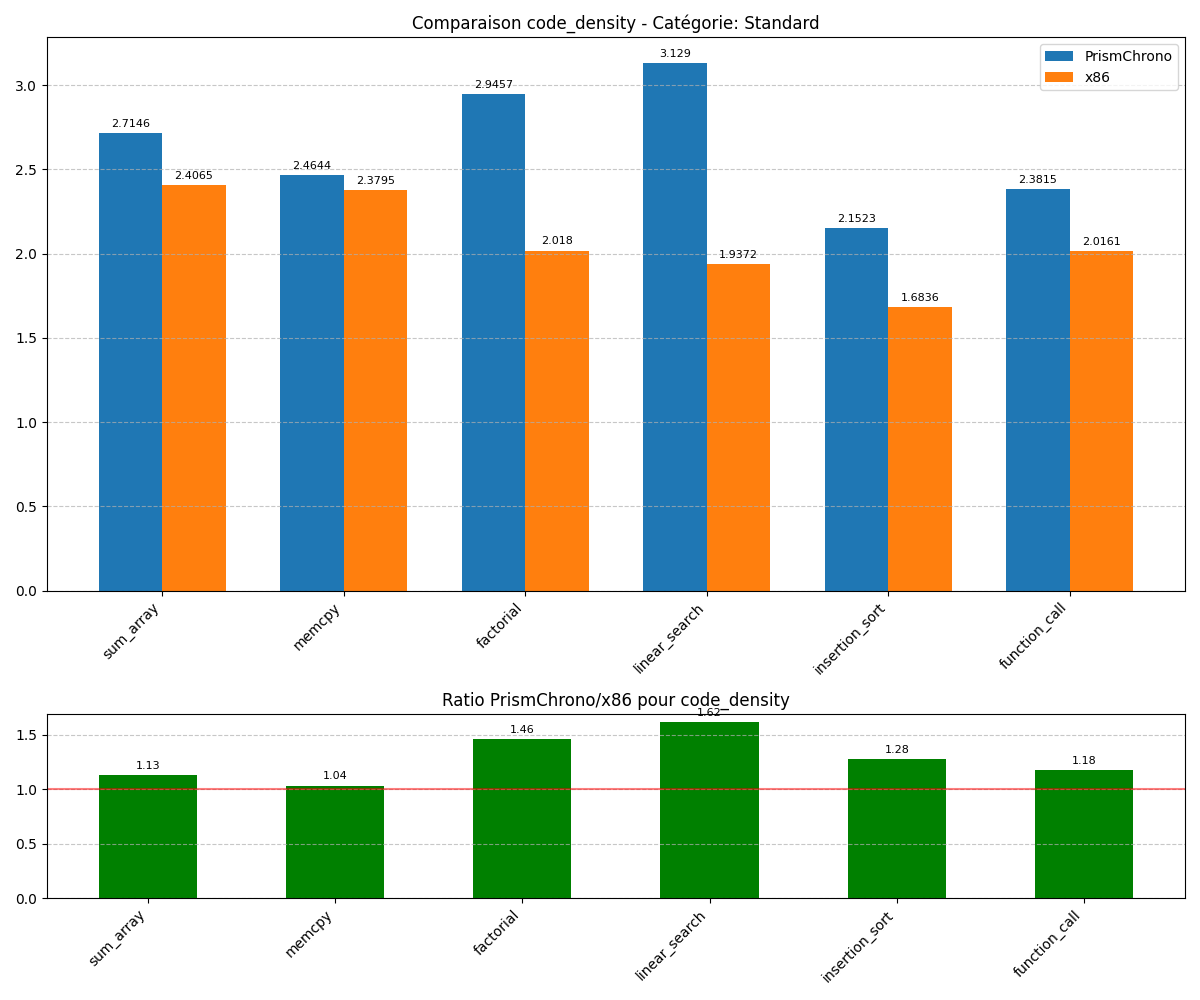 Comparaison code_density - Catégorie: Standard
PrismChrono
x86
3.0
2.5
2.0
1.5
1.0
0.5
0.0
2.7146
2.4065
2.4644
2.3795
2.9457
2.018
3.129
1.9372
2.1523
1.6836
2.3815
2.0161
sum_array
memcpy
factorial
linear_search
insertion_sort
function_call
Ratio PrismChrono/x86 pour code_density
1.5
1.0
0.5
0.0
1.13
1.04
1.46
1.62
1.28
1.18
sum_array
memcpy
factorial
linear_search
insertion_sort
function_call